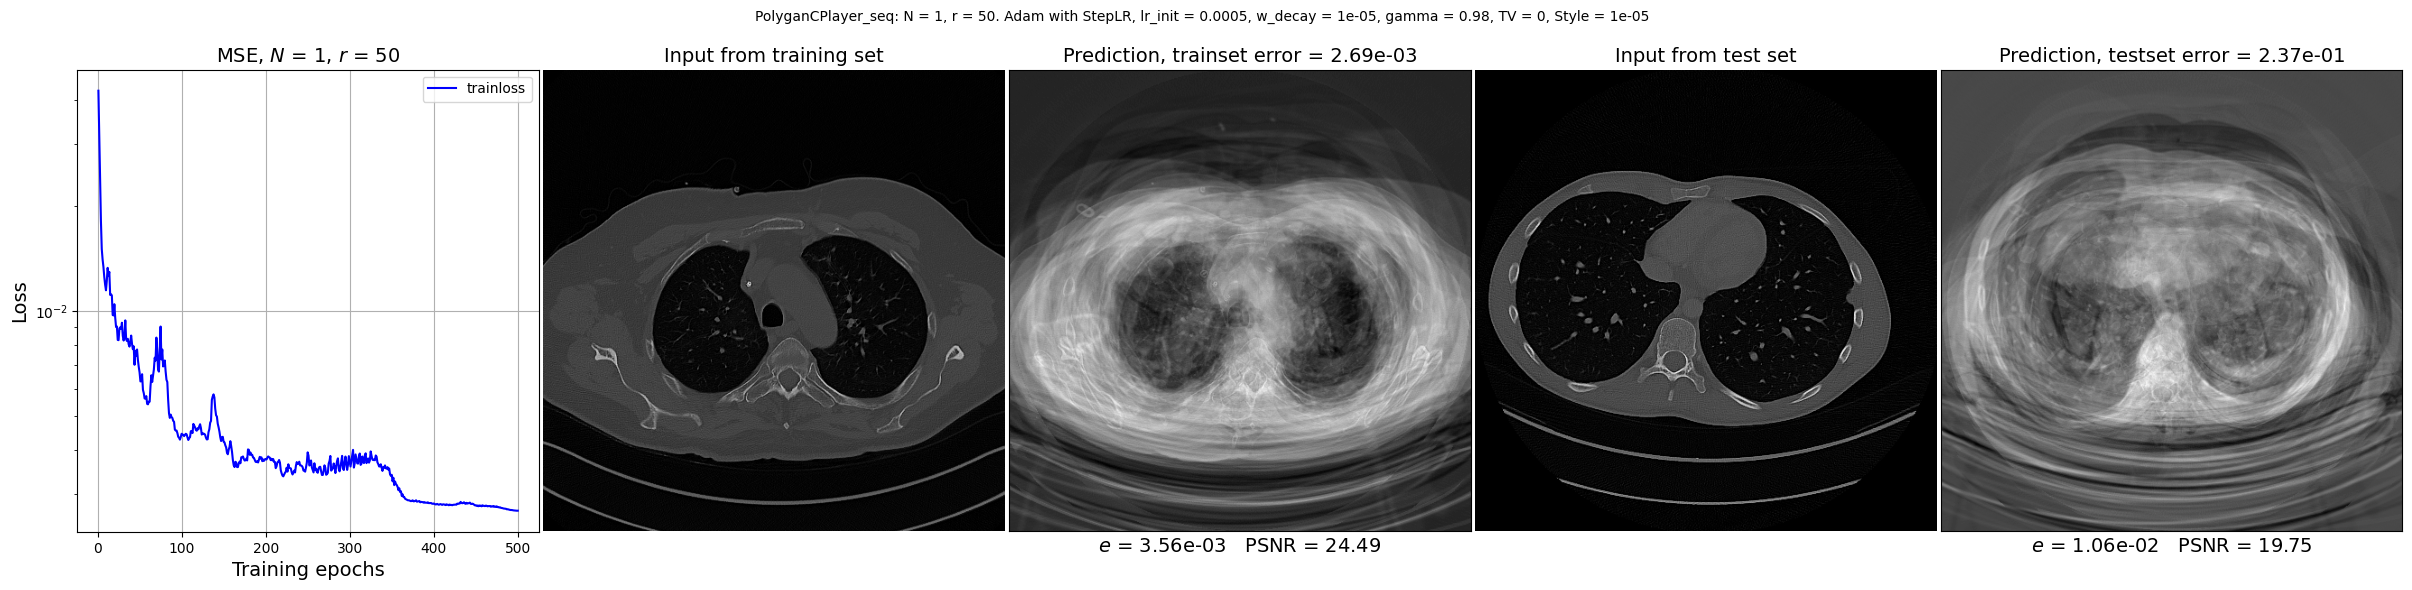 PolyganCPlayer_seq: N = 1, r = 50. Adam with StepLR, lr_init = 0.0005, w_decay = 1e-05, gamma = 0.98, TV = 0, Style = 1e-05
MSE, N = 1, r = 50
Input from training set
Prediction, trainset error = 2.69e-03
Input from test set
Prediction, testset error = 2.37e-01
trainloss
Loss
10⁻²
0 100 200 300 400 500
Training epochs
e = 3.56e-03 PSNR = 24.49
e = 1.06e-02 PSNR = 19.75